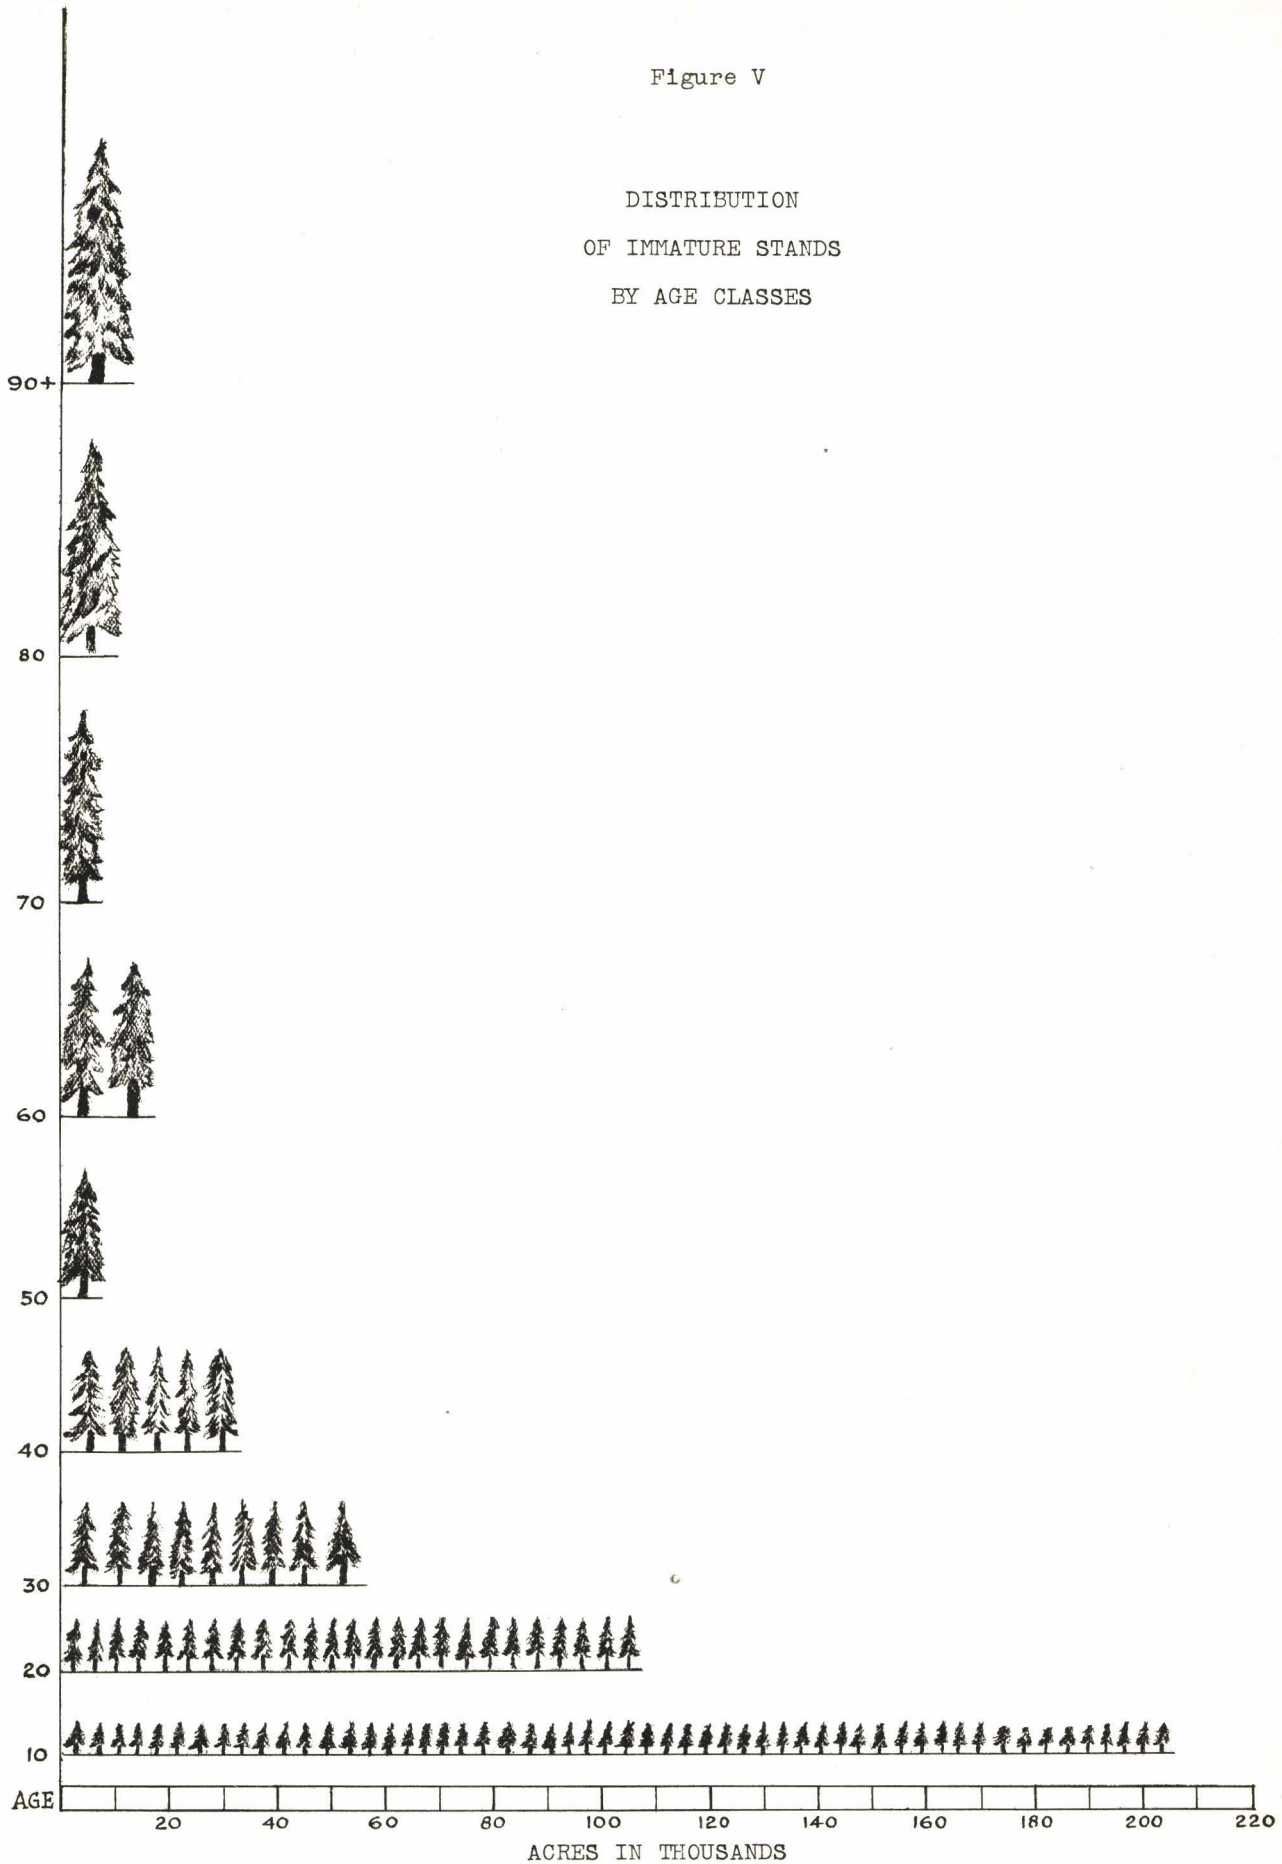 Figure V
DISTRIBUTION
OF IMMATURE STANDS
BY AGE CLASSES
90+
80
70
60
50
40
30
20
10
AGE
20 40 60 80 100 120 140 160 180 200 220
ACRES IN THOUSANDS